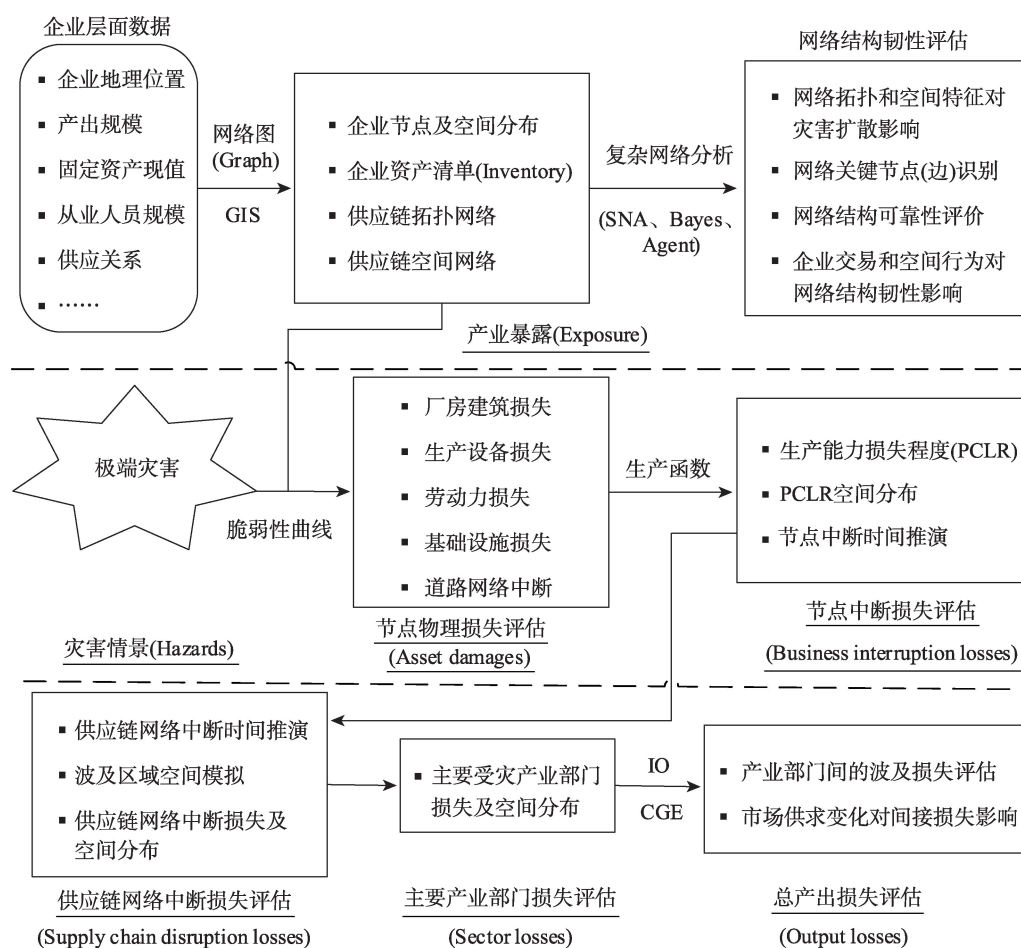 企业层面数据
▪ 企业地理位置
▪ 产出规模
▪ 固定资产现值
▪ 从业人员规模
▪ 供应关系
▪ ……
网络图
(Graph)
GIS
▪ 企业节点及空间分布
▪ 企业资产清单(Inventory)
▪ 供应链拓扑网络
▪ 供应链空间网络
复杂网络分析
(SNA、Bayes、
Agent)
网络结构韧性评估
▪ 网络拓扑和空间特征对
灾害扩散影响
▪ 网络关键节点(边)识别
▪ 网络结构可靠性评价
▪ 企业交易和空间行为对
网络结构韧性影响
产业暴露(Exposure)
极端灾害
脆弱性曲线
▪ 厂房建筑损失
▪ 生产设备损失
▪ 劳动力损失
▪ 基础设施损失
▪ 道路网络中断
生产函数
▪ 生产能力损失程度(PCLR)
▪ PCLR空间分布
▪ 节点中断时间推演
灾害情景(Hazards)
节点物理损失评估
(Asset damages)
节点中断损失评估
(Business interruption losses)
▪ 供应链网络中断时间推演
▪ 波及区域空间模拟
▪ 供应链网络中断损失及
空间分布
▪ 主要受灾产业部门
损失及空间分布
IO
CGE
▪ 产业部门间的波及损失评估
▪ 市场供求变化对间接损失影响
供应链网络中断损失评估
(Supply chain disruption losses)
主要产业部门损失评估
(Sector losses)
总产出损失评估
(Output losses)